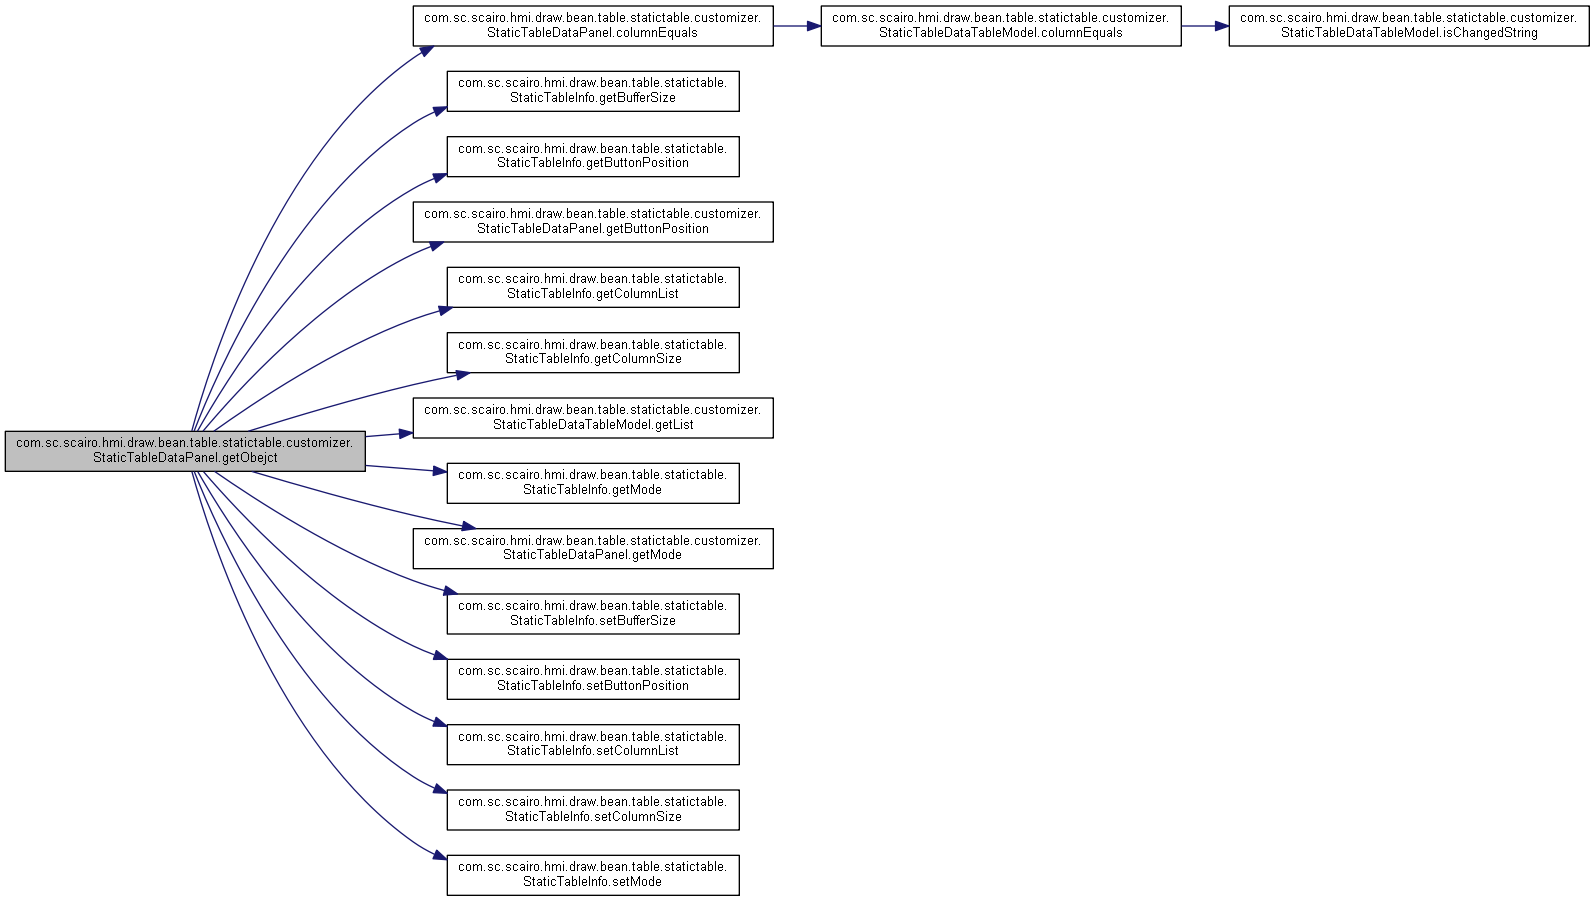 com.sc.scairo.hmi.draw.bean.table.statictable.customizer.
StaticTableDataPanel.columnEquals
com.sc.scairo.hmi.draw.bean.table.statictable.customizer.
StaticTableDataTableModel.columnEquals
com.sc.scairo.hmi.draw.bean.table.statictable.customizer.
StaticTableDataTableModel.isChangedString
com.sc.scairo.hmi.draw.bean.table.statictable.
StaticTableInfo.getBufferSize
com.sc.scairo.hmi.draw.bean.table.statictable.
StaticTableInfo.getButtonPosition
com.sc.scairo.hmi.draw.bean.table.statictable.customizer.
StaticTableDataPanel.getButtonPosition
com.sc.scairo.hmi.draw.bean.table.statictable.
StaticTableInfo.getColumnList
com.sc.scairo.hmi.draw.bean.table.statictable.
StaticTableInfo.getColumnSize
com.sc.scairo.hmi.draw.bean.table.statictable.customizer.
StaticTableDataTableModel.getList
com.sc.scairo.hmi.draw.bean.table.statictable.customizer.
StaticTableDataPanel.getObejct
com.sc.scairo.hmi.draw.bean.table.statictable.
StaticTableInfo.getMode
com.sc.scairo.hmi.draw.bean.table.statictable.customizer.
StaticTableDataPanel.getMode
com.sc.scairo.hmi.draw.bean.table.statictable.
StaticTableInfo.setBufferSize
com.sc.scairo.hmi.draw.bean.table.statictable.
StaticTableInfo.setButtonPosition
com.sc.scairo.hmi.draw.bean.table.statictable.
StaticTableInfo.setColumnList
com.sc.scairo.hmi.draw.bean.table.statictable.
StaticTableInfo.setColumnSize
com.sc.scairo.hmi.draw.bean.table.statictable.
StaticTableInfo.setMode